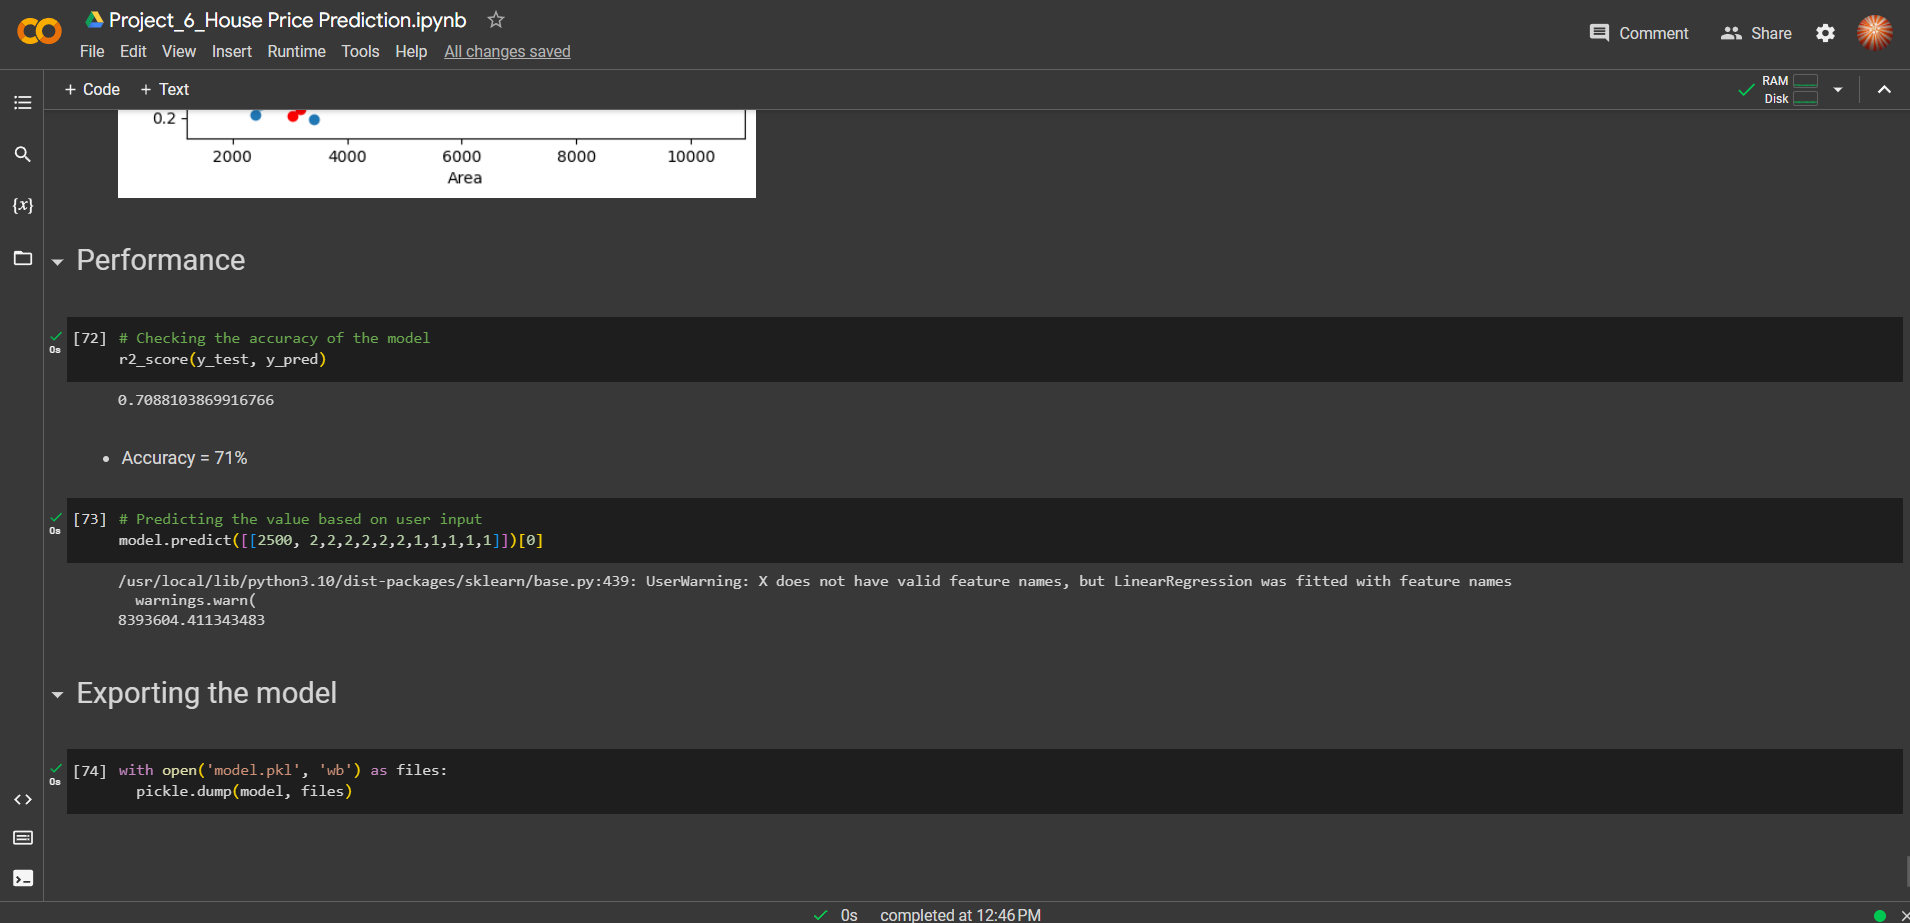 Project_6_House Price Prediction.ipynb
Comment
Share
File Edit View Insert Runtime Tools Help All changes saved
+ Code + Text
RAM
Disk
0.2
2000 4000 6000 8000 10000
Area
{x}
Performance
[72] # Checking the accuracy of the model
0s
r2_score(y_test, y_pred)
0.7088103869916766
• Accuracy = 71%
[73] # Predicting the value based on user input
0s
model.predict([[2500, 2,2,2,2,2,2,1,1,1,1,1]])[0]
/usr/local/lib/python3.10/dist-packages/sklearn/base.py:439: UserWarning: X does not have valid feature names, but LinearRegression was fitted with feature names
warnings.warn(
8393604.411343483
Exporting the model
[74] with open('model.pkl', 'wb') as files:
0s
pickle.dump(model, files)
0s completed at 12:46 PM